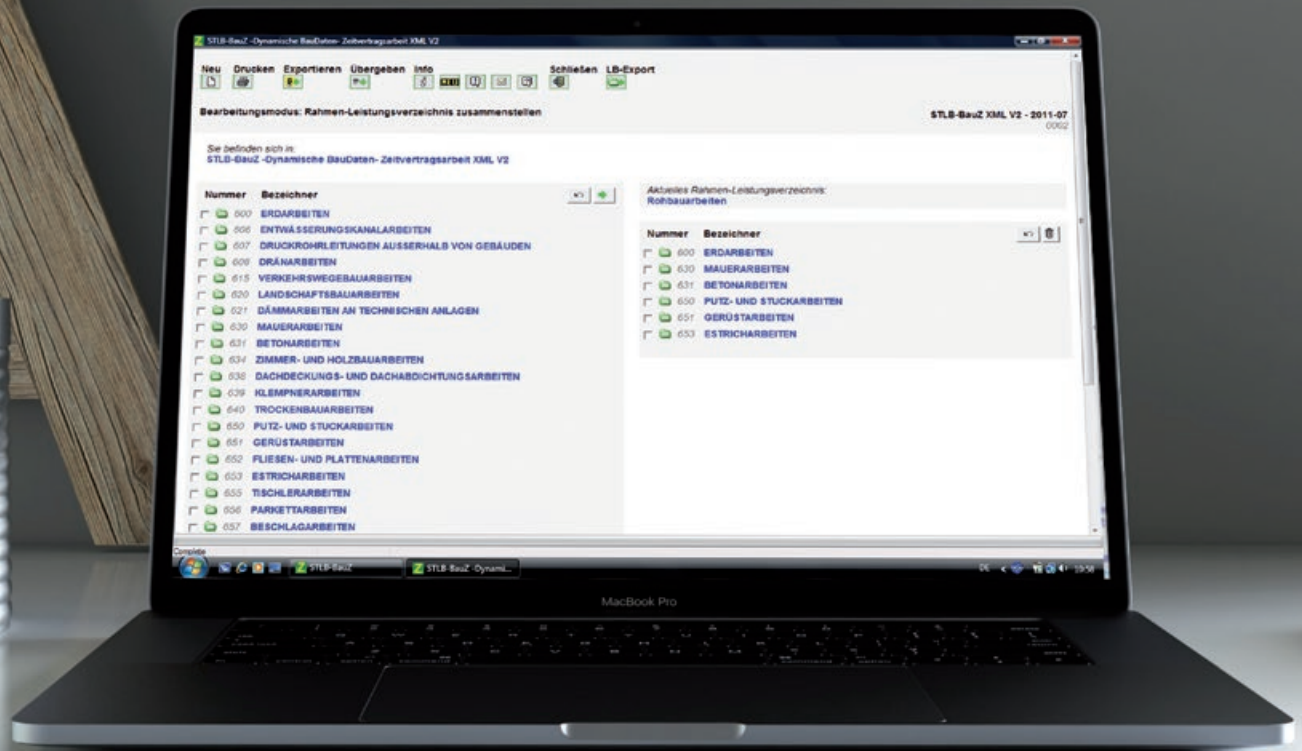 STLB-BauZ -Dynamische BauDaten- Zeitvertragsarbeit XML V2
Neu Drucken Exportieren Übergeben Info Schließen LB-Export
Bearbeitungsmodus: Rahmen-Leistungsverzeichnis zusammenstellen
STLB-BauZ XML V2 - 2011-07
0002
Sie befinden sich in:
STLB-BauZ -Dynamische BauDaten- Zeitvertragsarbeit XML V2
Nummer Bezeichner
600 ERDARBEITEN
606 ENTWÄSSERUNGSKANALARBEITEN
607 DRUCKROHRLEITUNGEN AUSSERHALB VON GEBÄUDEN
608 DRÄNARBEITEN
615 VERKEHRSWEGEBAUARBEITEN
620 LANDSCHAFTSBAUARBEITEN
621 DÄMMARBEITEN AN TECHNISCHEN ANLAGEN
630 MAUERARBEITEN
631 BETONARBEITEN
634 ZIMMER- UND HOLZBAUARBEITEN
638 DACHDECKUNGS- UND DACHABDICHTUNGSARBEITEN
639 KLEMPNERARBEITEN
640 TROCKENBAUARBEITEN
650 PUTZ- UND STUCKARBEITEN
651 GERÜSTARBEITEN
652 FLIESEN- UND PLATTENARBEITEN
653 ESTRICHARBEITEN
655 TISCHLERARBEITEN
656 PARKETTARBEITEN
657 BESCHLAGARBEITEN
Aktuelles Rahmen-Leistungsverzeichnis:
Rohbauarbeiten
Nummer Bezeichner
600 ERDARBEITEN
630 MAUERARBEITEN
631 BETONARBEITEN
650 PUTZ- UND STUCKARBEITEN
651 GERÜSTARBEITEN
653 ESTRICHARBEITEN
Complete
STLB-BauZ
STLB-BauZ -Dynami...
DE
10:58
MacBook Pro